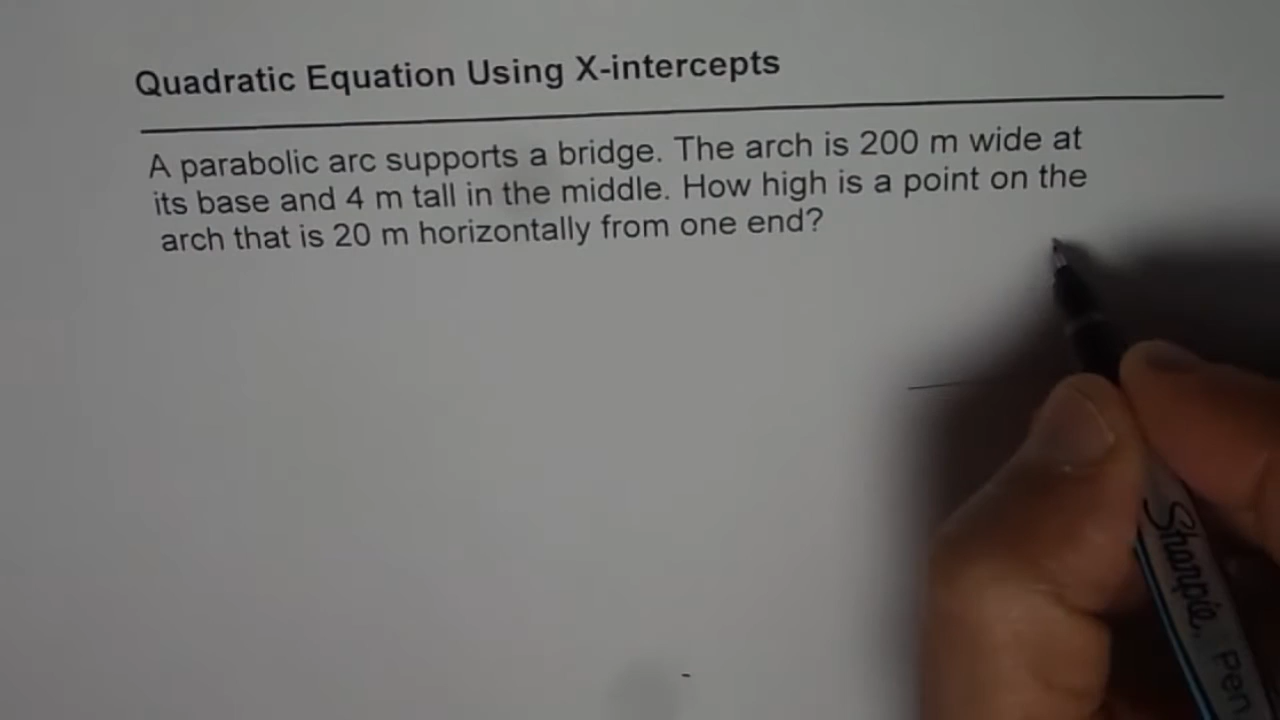 Quadratic Equation Using X-intercepts
A parabolic arc supports a bridge. The arch is 200 m wide at
its base and 4 m tall in the middle. How high is a point on the
arch that is 20 m horizontally from one end?
Sharpie. Pen